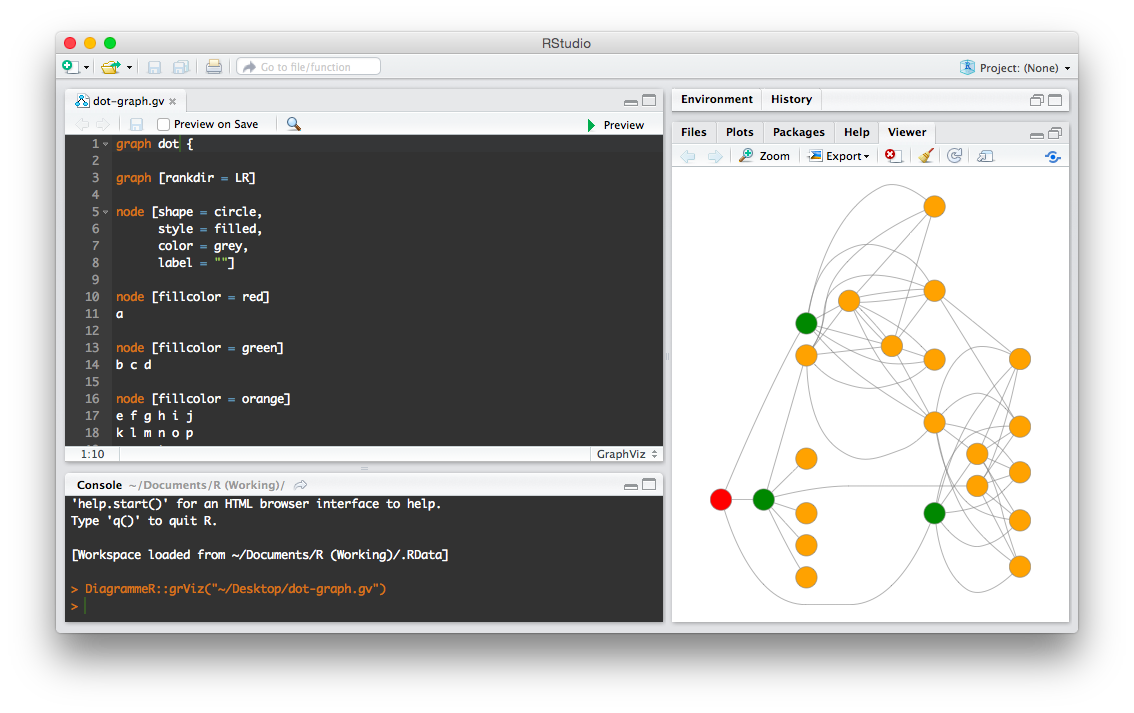 RStudio
Go to file/function
Project: (None)
dot-graph.gv
Preview on Save
Preview
1 graph dot {
2
3 graph [rankdir = LR]
4
5 node [shape = circle,
6 style = filled,
7 color = grey,
8 label = ""]
9
10 node [fillcolor = red]
11 a
12
13 node [fillcolor = green]
14 b c d
15
16 node [fillcolor = orange]
17 e f g h i j
18 k l m n o p
1:10
GraphViz
Console ~/Documents/R (Working)/
'help.start()' for an HTML browser interface to help.
Type 'q()' to quit R.
[Workspace loaded from ~/Documents/R (Working)/.RData]
> DiagrammeR::grViz("~/Desktop/dot-graph.gv")
>
Environment History
Files Plots Packages Help Viewer
Zoom Export